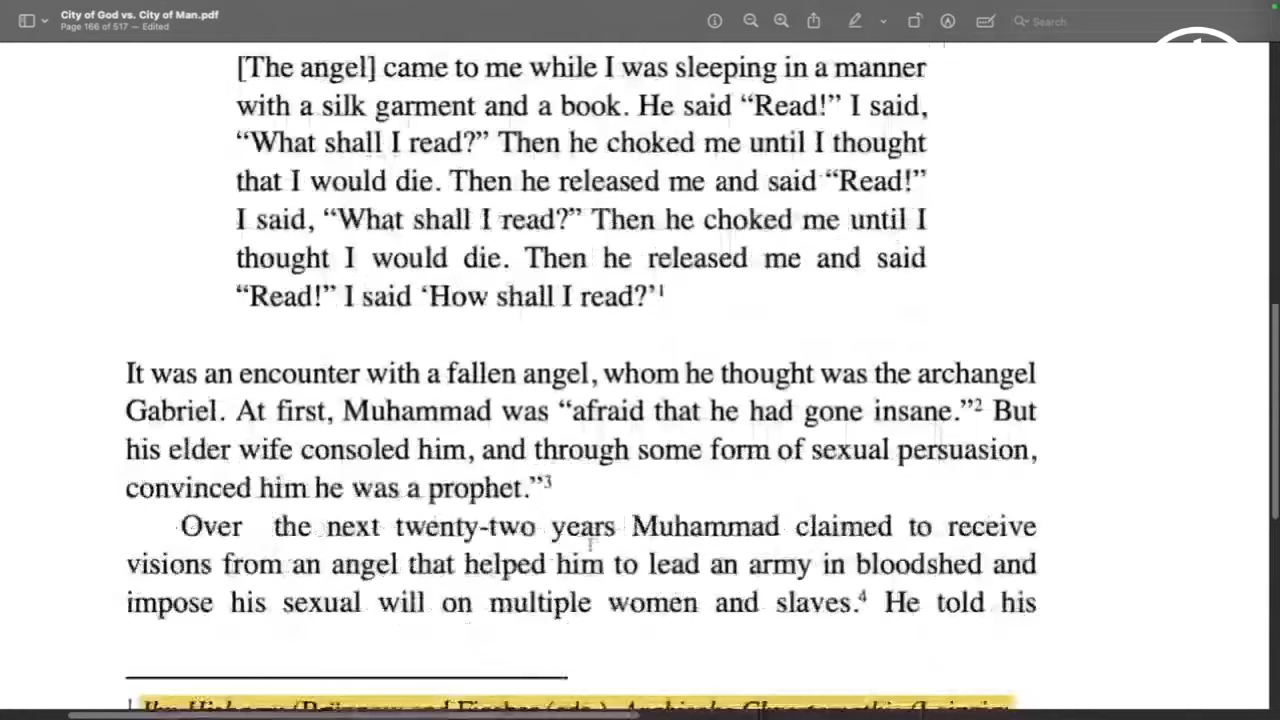 City of God vs. City of Man.pdf
Page 166 of 517 — Edited
Search
[The angel] came to me while I was sleeping in a manner
with a silk garment and a book. He said “Read!” I said,
“What shall I read?” Then he choked me until I thought
that I would die. Then he released me and said “Read!”
I said, “What shall I read?” Then he choked me until I
thought I would die. Then he released me and said
“Read!” I said ‘How shall I read?’¹
It was an encounter with a fallen angel, whom he thought was the archangel
Gabriel. At first, Muhammad was “afraid that he had gone insane.”² But
his elder wife consoled him, and through some form of sexual persuasion,
convinced him he was a prophet.”³
Over the next twenty-two years Muhammad claimed to receive
visions from an angel that helped him to lead an army in bloodshed and
impose his sexual will on multiple women and slaves.⁴ He told his